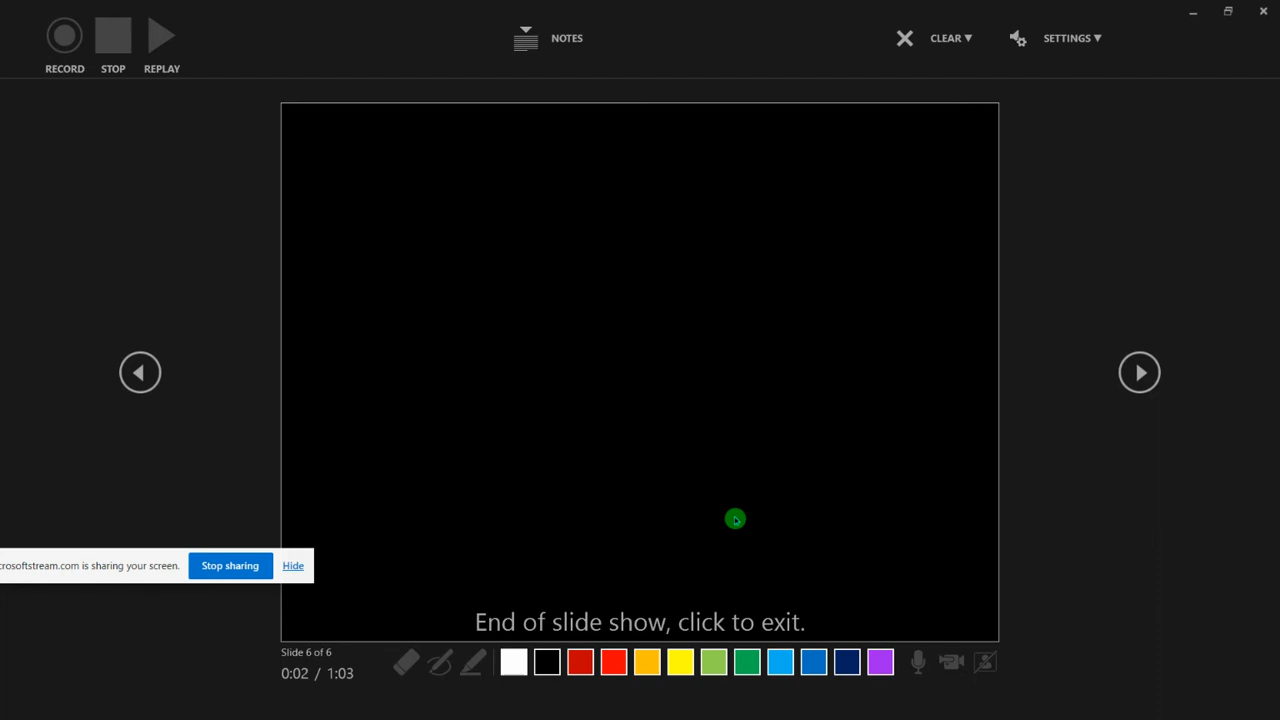 RECORD STOP REPLAY
NOTES
CLEAR
SETTINGS
crosoftstream.com is sharing your screen. Stop sharing Hide
End of slide show, click to exit.
Slide 6 of 6
0:02 / 1:03